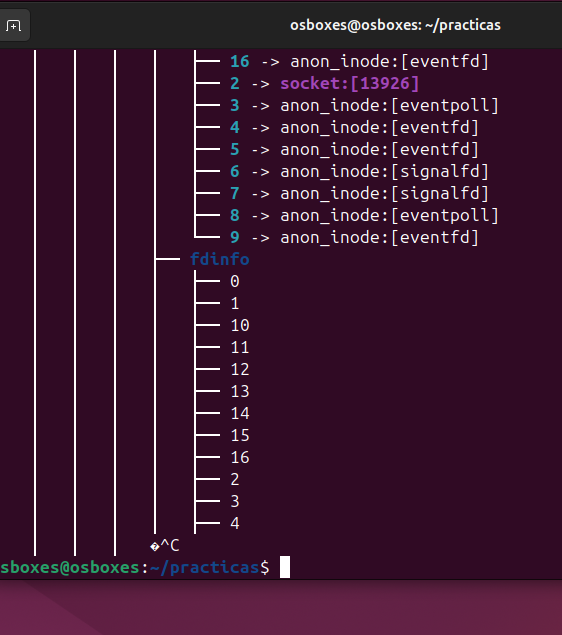 osboxes@osboxes: ~/practicas
16 -> anon_inode:[eventfd]
2 -> socket:[13926]
3 -> anon_inode:[eventpoll]
4 -> anon_inode:[eventfd]
5 -> anon_inode:[eventfd]
6 -> anon_inode:[signalfd]
7 -> anon_inode:[signalfd]
8 -> anon_inode:[eventpoll]
9 -> anon_inode:[eventfd]
fdinfo
0
1
10
11
12
13
14
15
16
2
3
4
�^C
sboxes@osboxes:~/practicas$